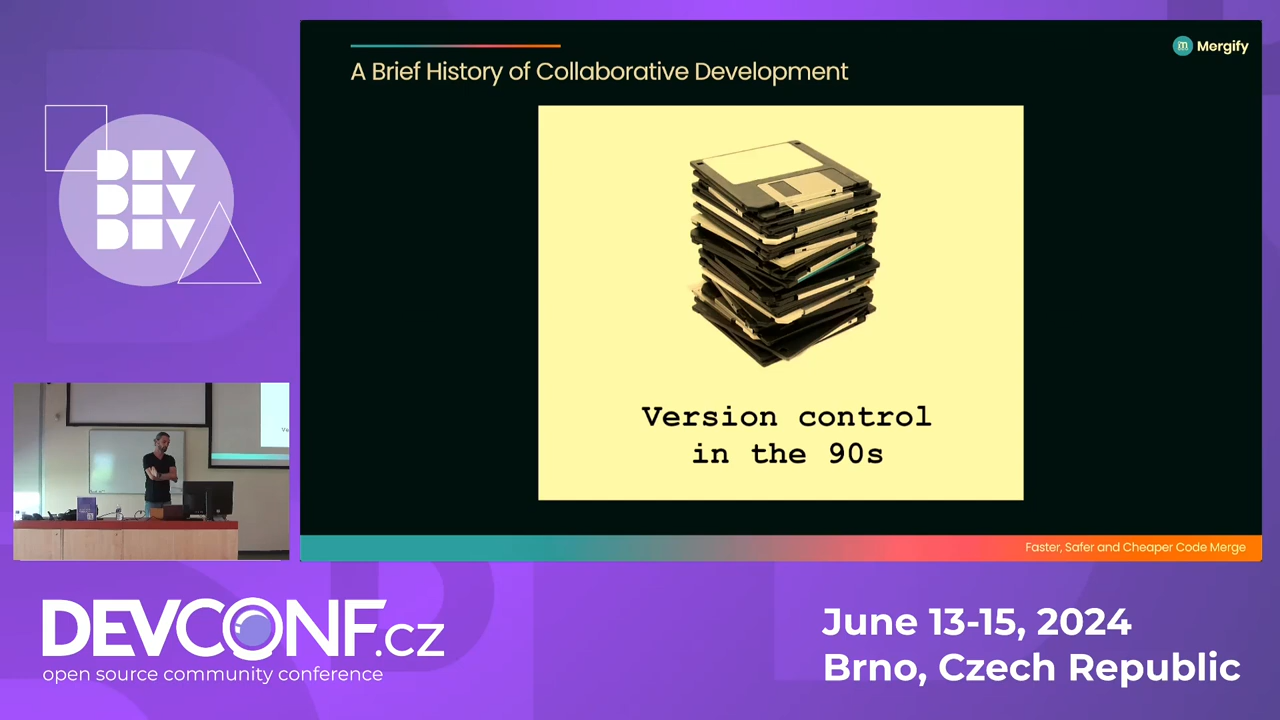 A Brief History of Collaborative Development
Mergify
DEV
DEV
DEV
Version control
in the 90s
Faster, Safer and Cheaper Code Merge
DEVCONF.cz
open source community conference
June 13-15, 2024
Brno, Czech Republic